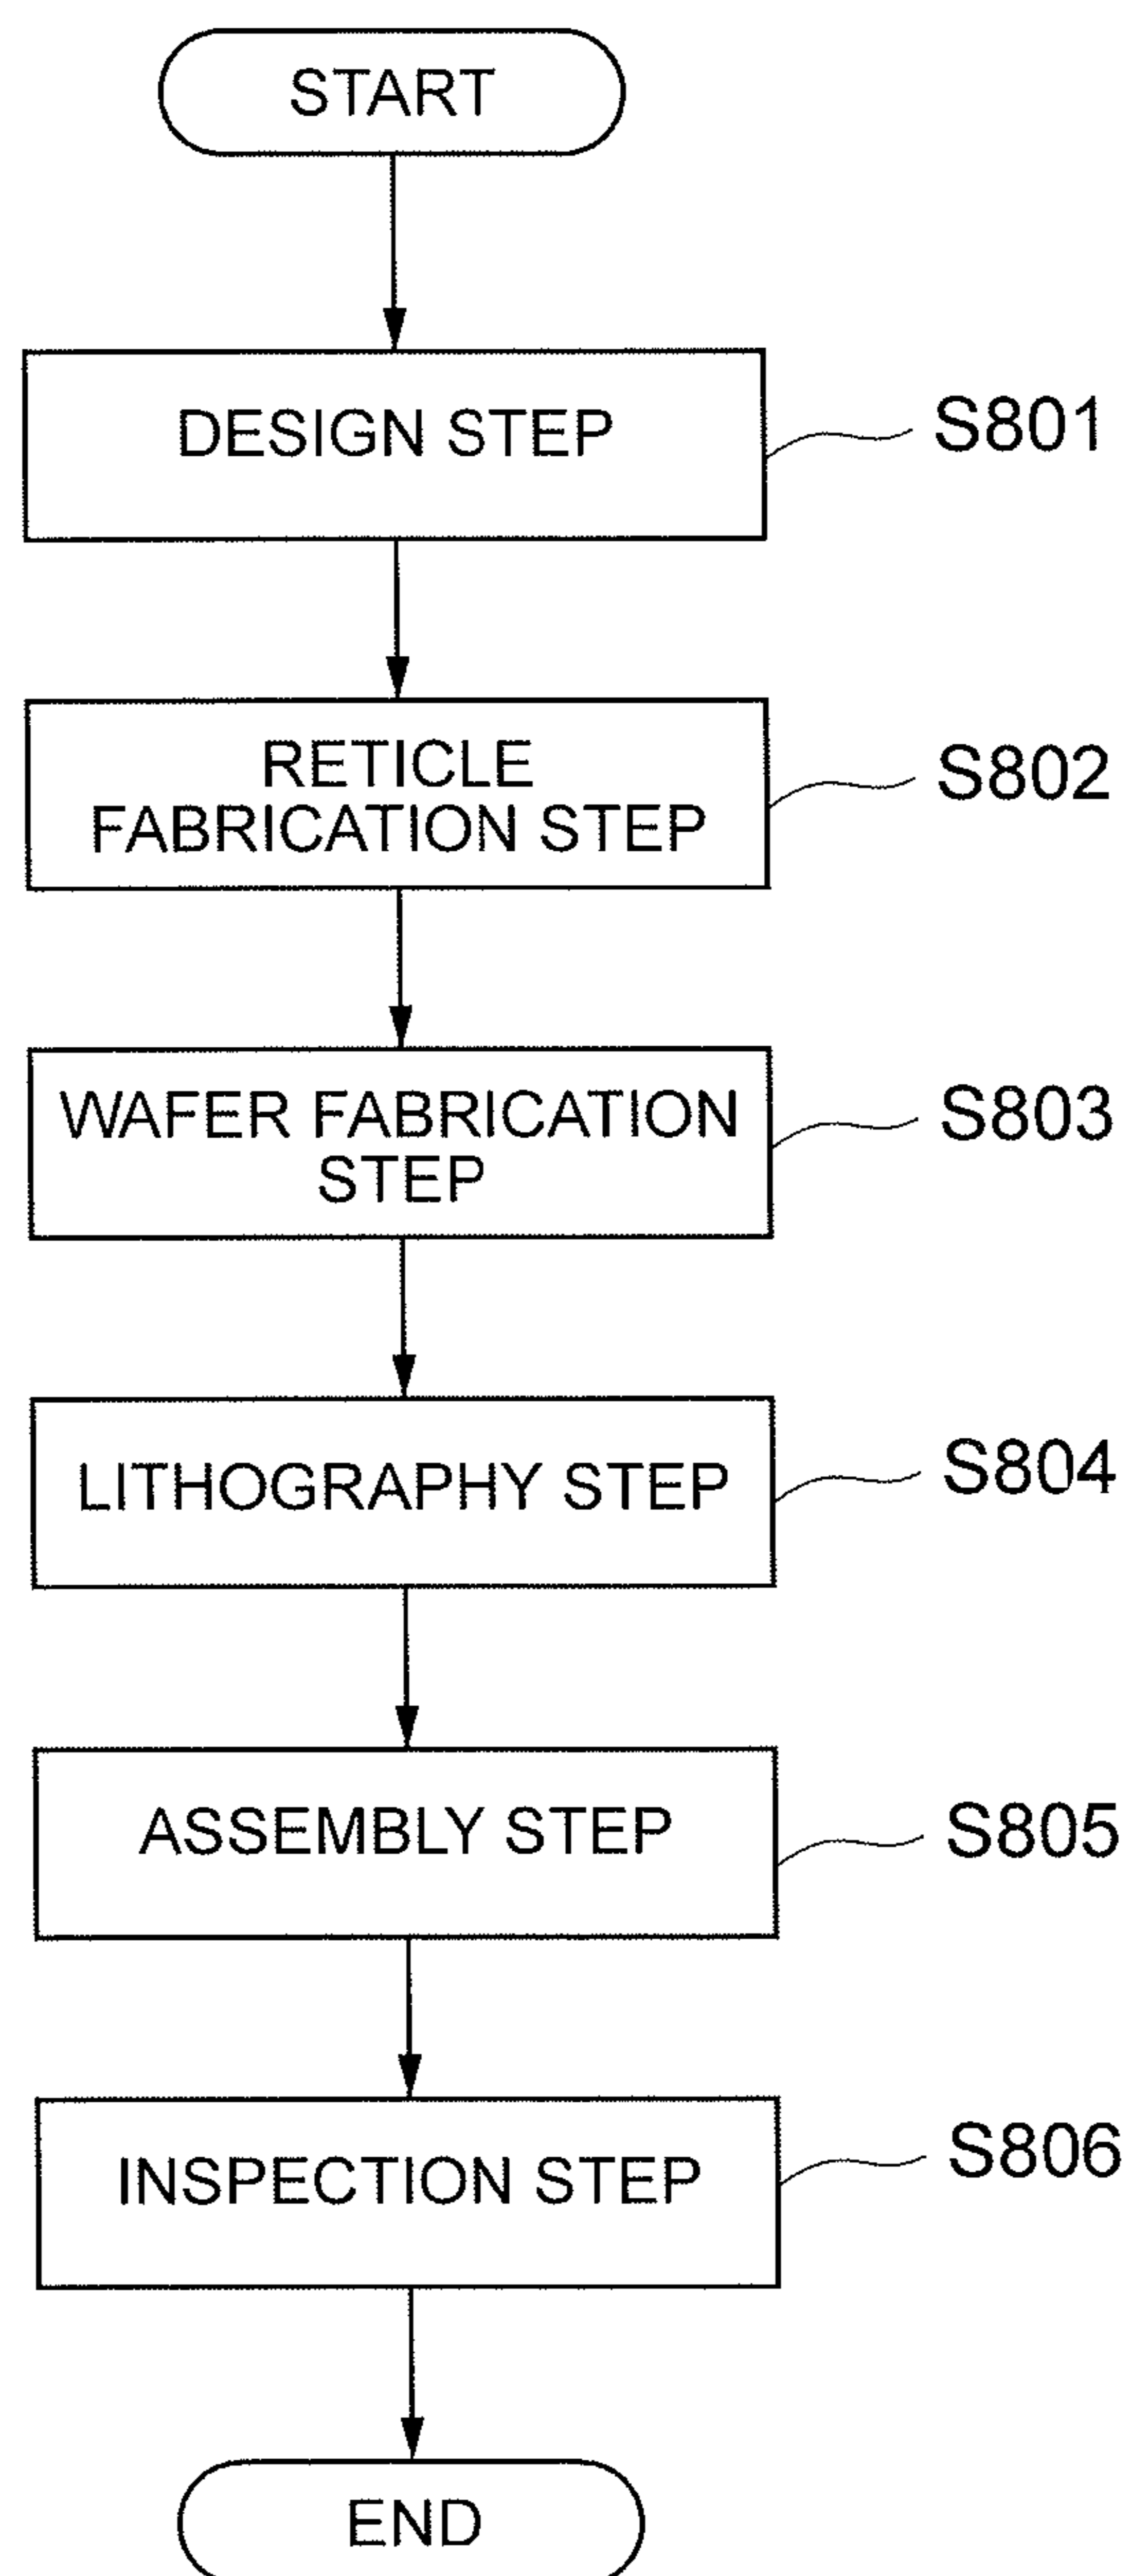 START
DESIGN STEP
S801
RETICLE
FABRICATION STEP
S802
WAFER FABRICATION
STEP
S803
LITHOGRAPHY STEP
S804
ASSEMBLY STEP
S805
INSPECTION STEP
S806
END